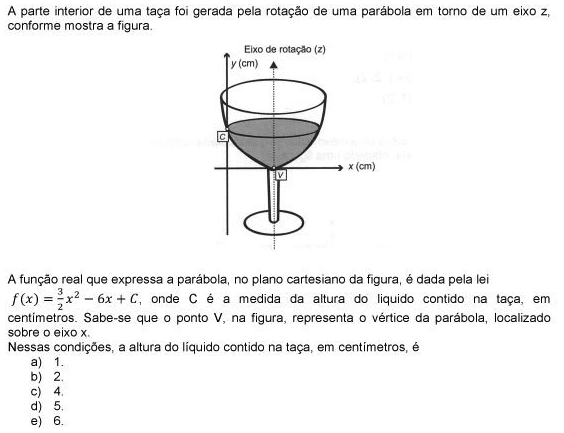 A parte interior de uma taça foi gerada pela rotação de uma parábola em torno de um eixo z,
conforme mostra a figura.
Eixo de rotação (z)
y (cm)
C
x (cm)
V
A função real que expressa a parábola, no plano cartesiano da figura, é dada pela lei
f(x) = 3/2 x² − 6x + C, onde C é a medida da altura do liquido contido na taça, em
centímetros. Sabe-se que o ponto V, na figura, representa o vértice da parábola, localizado
sobre o eixo x.
Nessas condições, a altura do líquido contido na taça, em centímetros, é
a) 1.
b) 2.
c) 4.
d) 5.
e) 6.